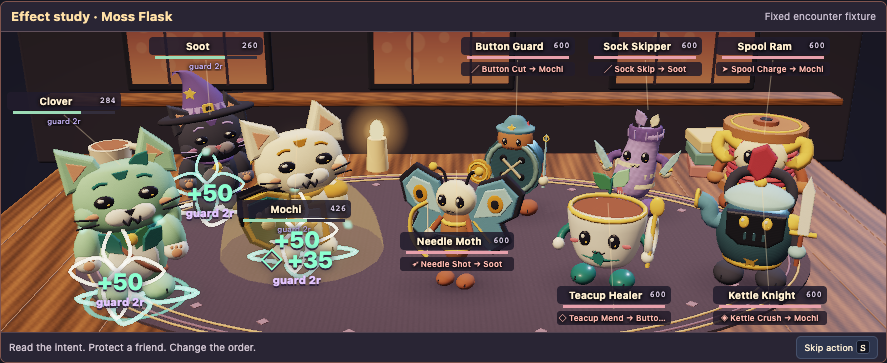 Effect study · Moss Flask
Fixed encounter fixture
Soot 260
guard 2r
Button Guard 600
Button Cut → Mochi
Sock Skipper 600
Sock Skip → Soot
Spool Ram 600
Spool Charge → Mochi
Clover 284
guard 2r
+50
guard 2r
Mochi 426
+50
+35
guard 2r
+50
guard 2r
Needle Moth 600
Needle Shot → Soot
Teacup Healer 600
Teacup Mend → Butto...
Kettle Knight 600
Kettle Crush → Mochi
Read the intent. Protect a friend. Change the order.
Skip action S